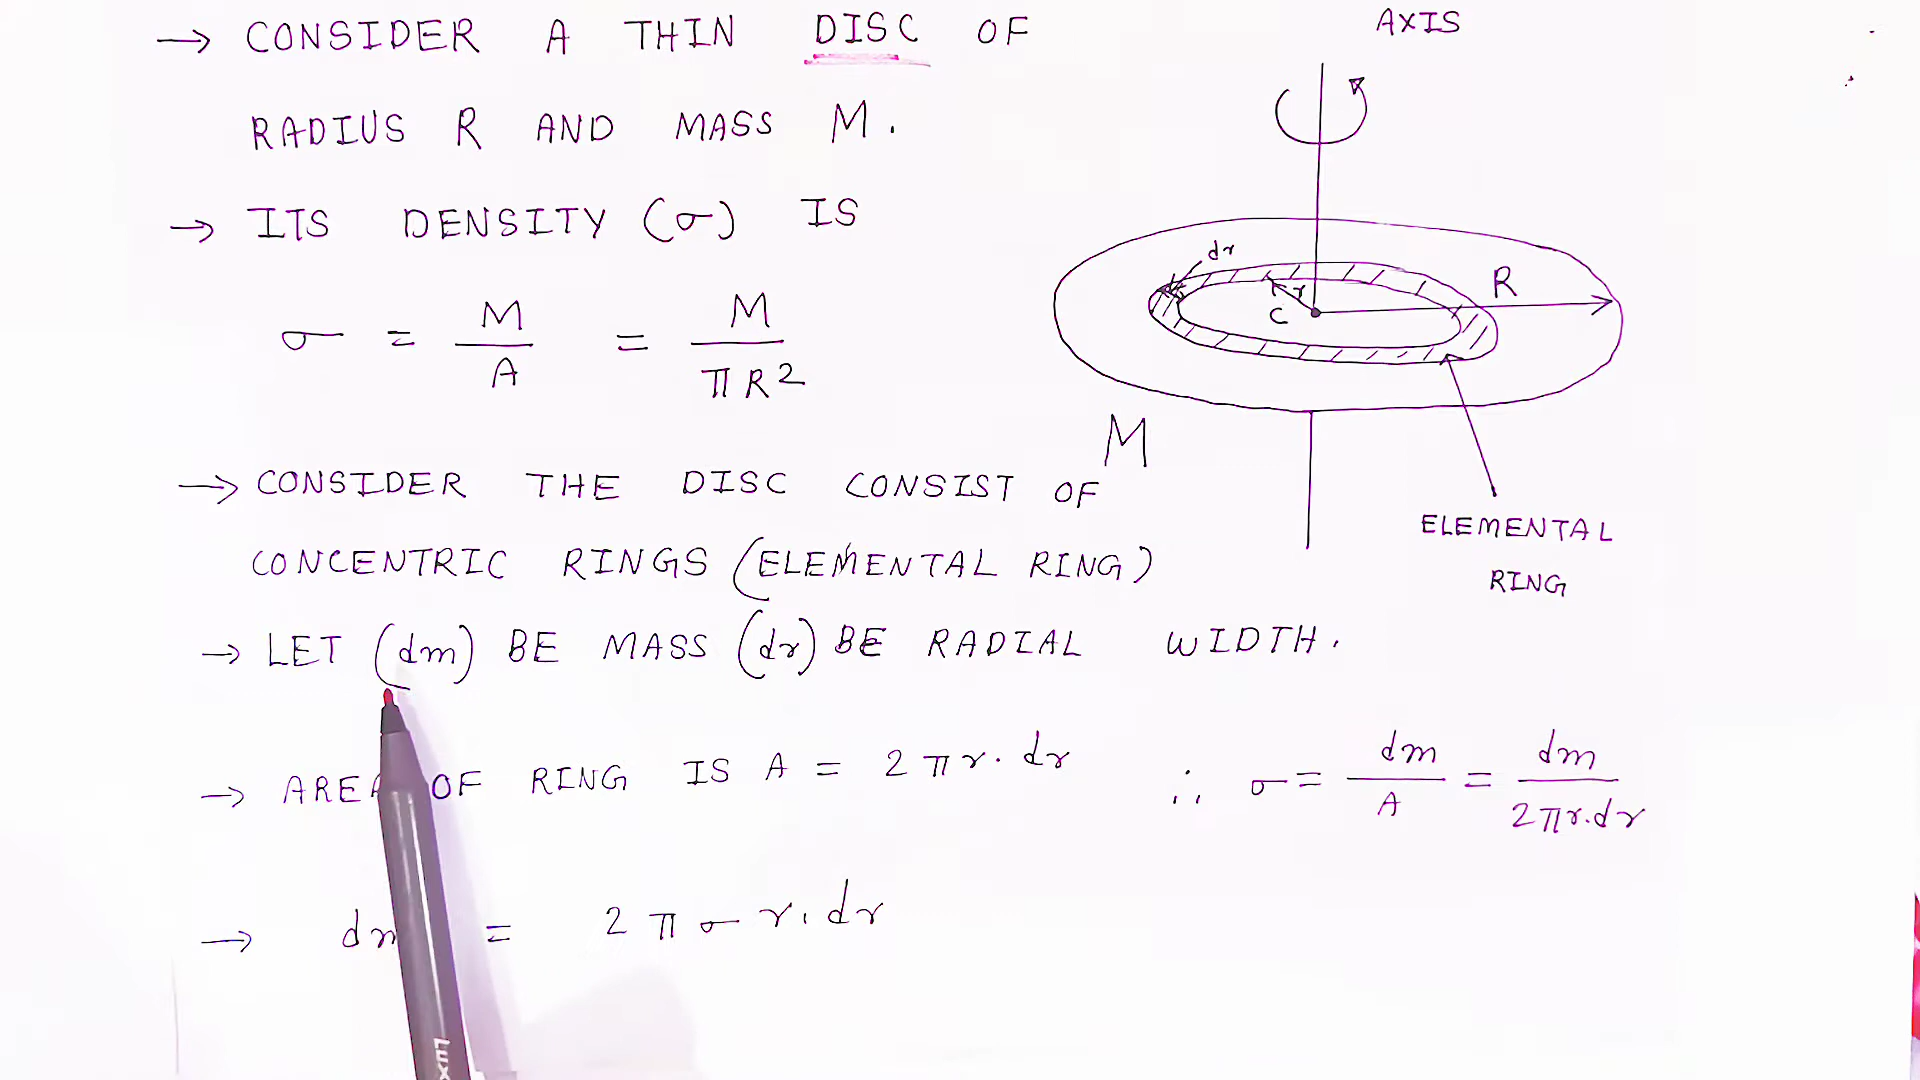 → CONSIDER A THIN DISC OF
RADIUS R AND MASS M.
→ ITS DENSITY (σ) IS
σ = M/A = M/πR²
→ CONSIDER THE DISC CONSIST OF
CONCENTRIC RINGS (ELEMENTAL RING)
→ LET (dm) BE MASS (dr) BE RADIAL WIDTH.
→ AREA OF RING IS A = 2πr.dr ∴ σ = dm/A = dm/2πr.dr
→ dm = 2πσr.dr
AXIS
dr
r
C
R
M
ELEMENTAL
RING
LUX